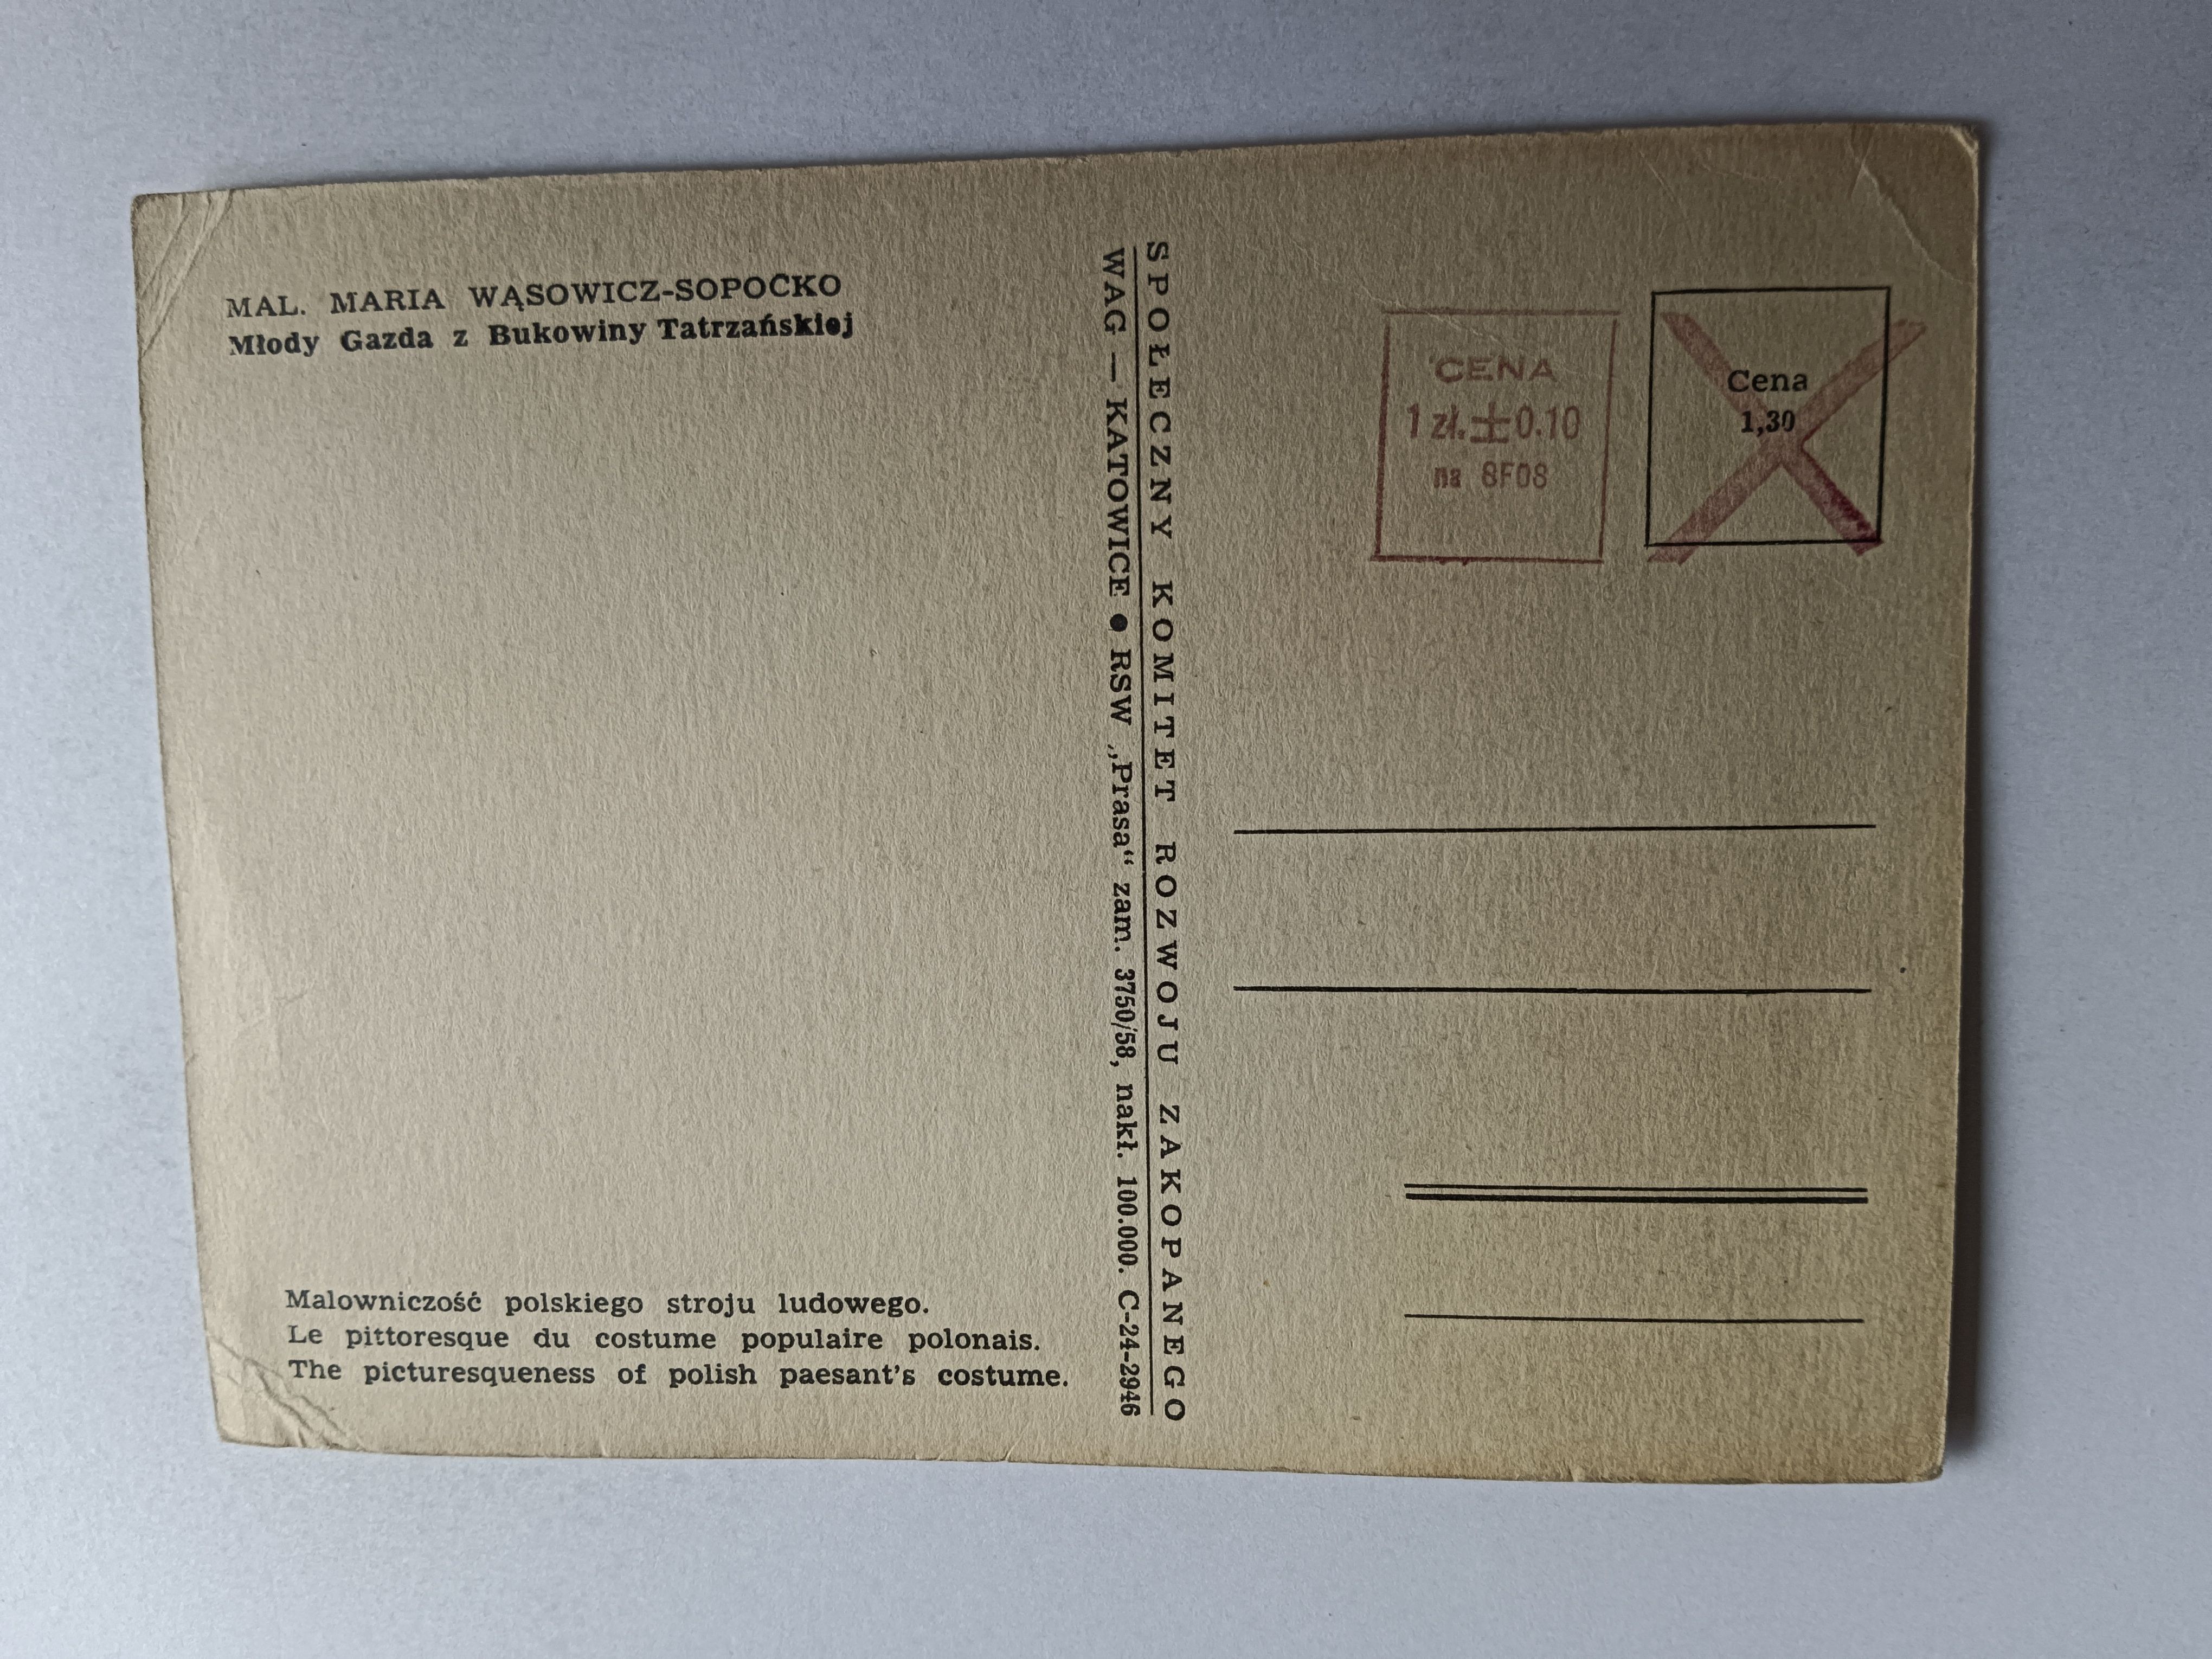 MAL. MARIA WĄSOWICZ-SOPOĆKO
Młody Gazda z Bukowiny Tatrzańskiej
SPOŁECZNY KOMITET ROZWOJU ZAKOPANEGO
WAG — KATOWICE ● RSW „Prasa“ zam. 3750/58, nakł. 100.000. C-24-2946
CENA
1 zł. ± 0.10
na 8F08
Cena
1,30
Malowniczość polskiego stroju ludowego.
Le pittoresque du costume populaire polonais.
The picturesqueness of polish paesant's costume.